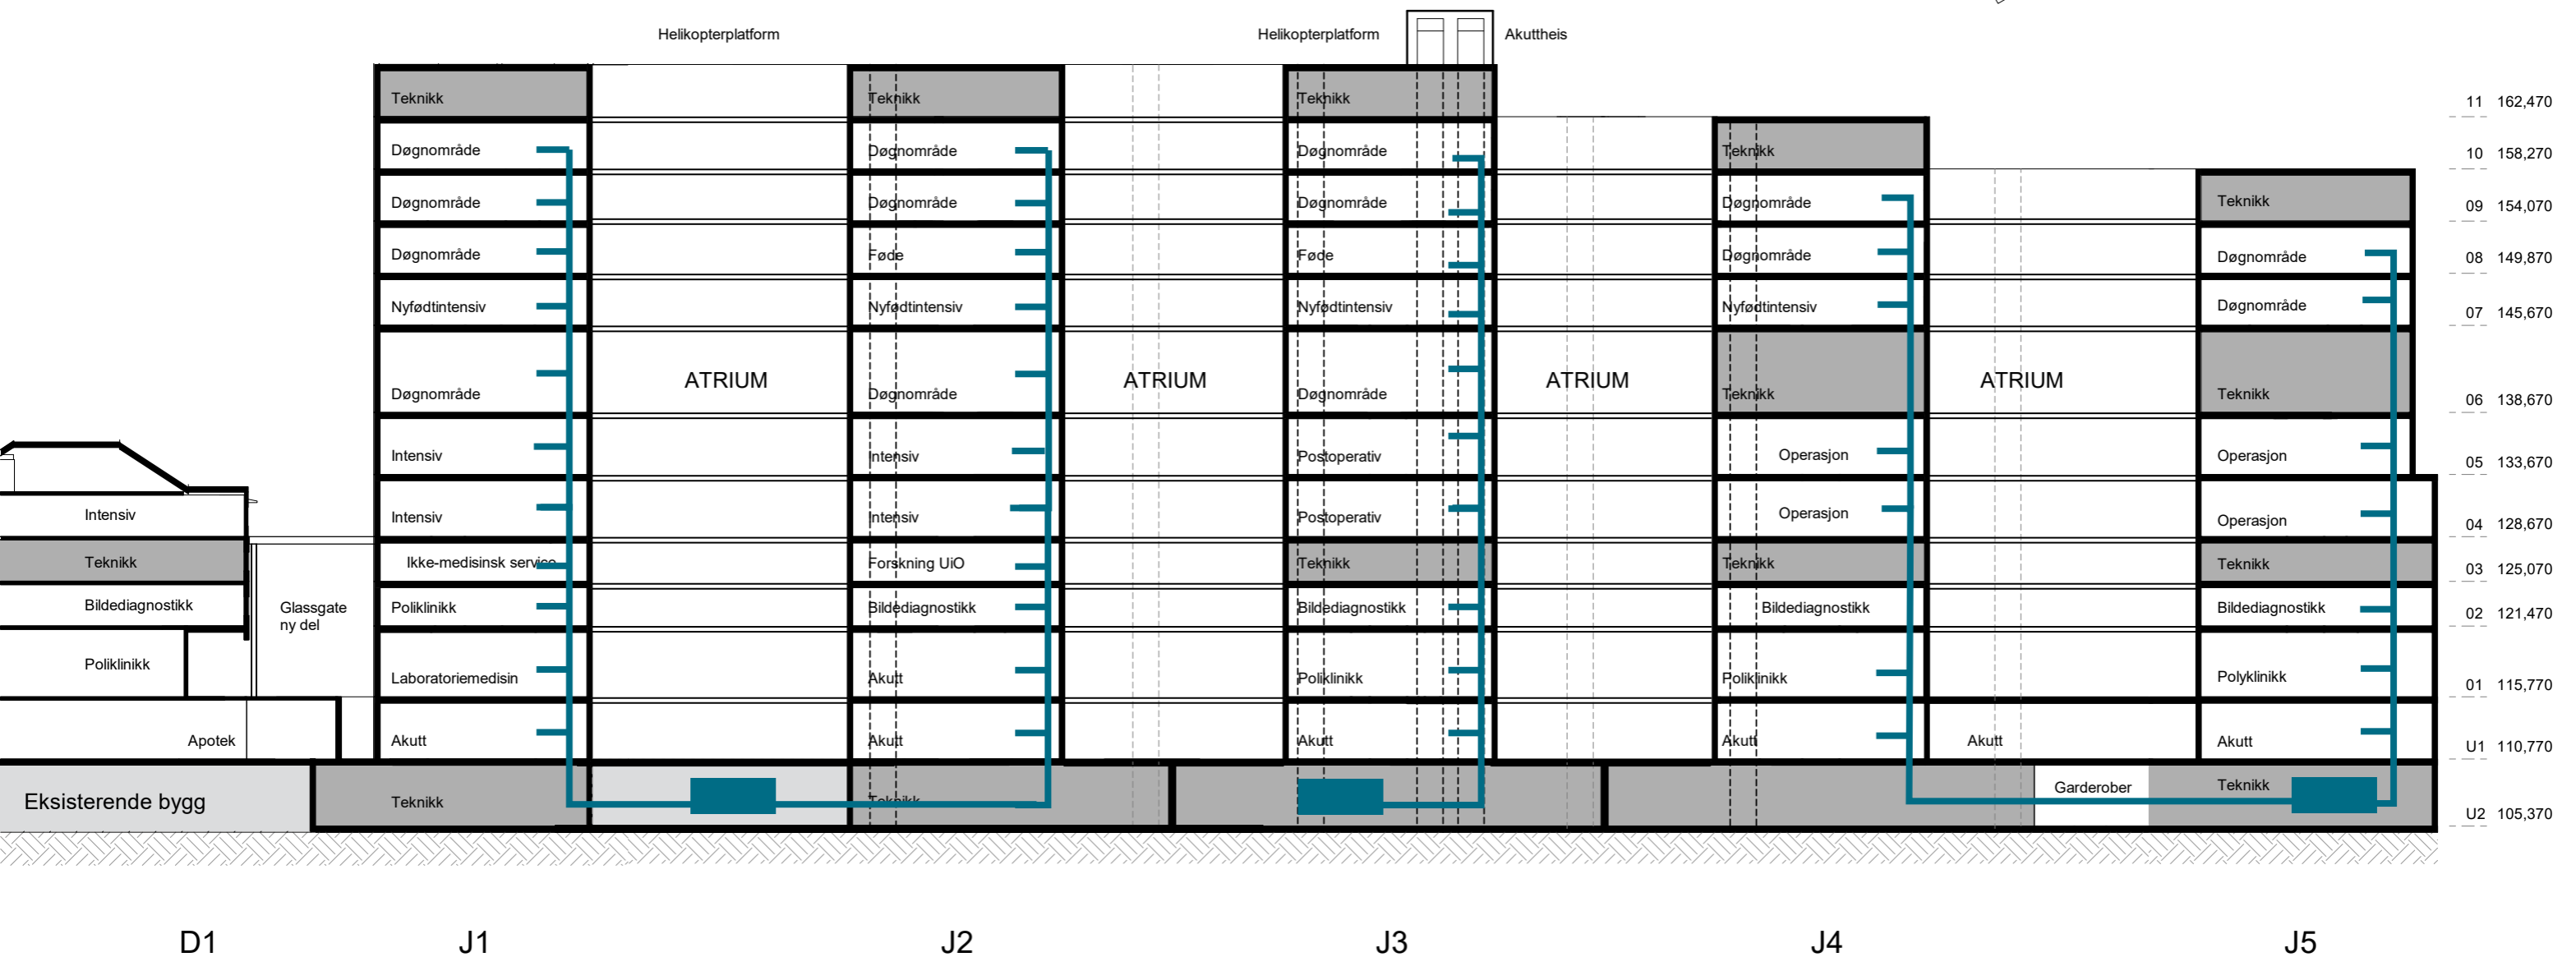 Helikopterplatform
Helikopterplatform
Akuttheis
Teknikk
Teknikk
Teknikk
11 162,470
Døgnområde
Døgnområde
Døgnområde
Teknikk
10 158,270
Døgnområde
Døgnområde
Døgnområde
Døgnområde
Teknikk
09 154,070
Døgnområde
Føde
Føde
Døgnområde
Døgnområde
08 149,870
Nyfødtintensiv
Nyfødtintensiv
Nyfødtintensiv
Nyfødtintensiv
Døgnområde
07 145,670
ATRIUM
ATRIUM
ATRIUM
ATRIUM
Døgnområde
Døgnområde
Døgnområde
Teknikk
Teknikk
06 138,670
Intensiv
Intensiv
Postoperativ
Operasjon
Operasjon
05 133,670
Intensiv
Intensiv
Intensiv
Postoperativ
Operasjon
Operasjon
04 128,670
Teknikk
Ikke-medisinsk service
Forskning UiO
Teknikk
Teknikk
Teknikk
03 125,070
Bildediagnostikk
Glassgate
ny del
Poliklinikk
Bildediagnostikk
Bildediagnostikk
Bildediagnostikk
Bildediagnostikk
02 121,470
Poliklinikk
Laboratoriemedisin
Akutt
Poliklinikk
Poliklinikk
Polyklinikk
01 115,770
Apotek
Akutt
Akutt
Akutt
Akutt
Akutt
Akutt
U1 110,770
Eksisterende bygg
Teknikk
Teknikk
Garderober
Teknikk
U2 105,370
D1
J1
J2
J3
J4
J5